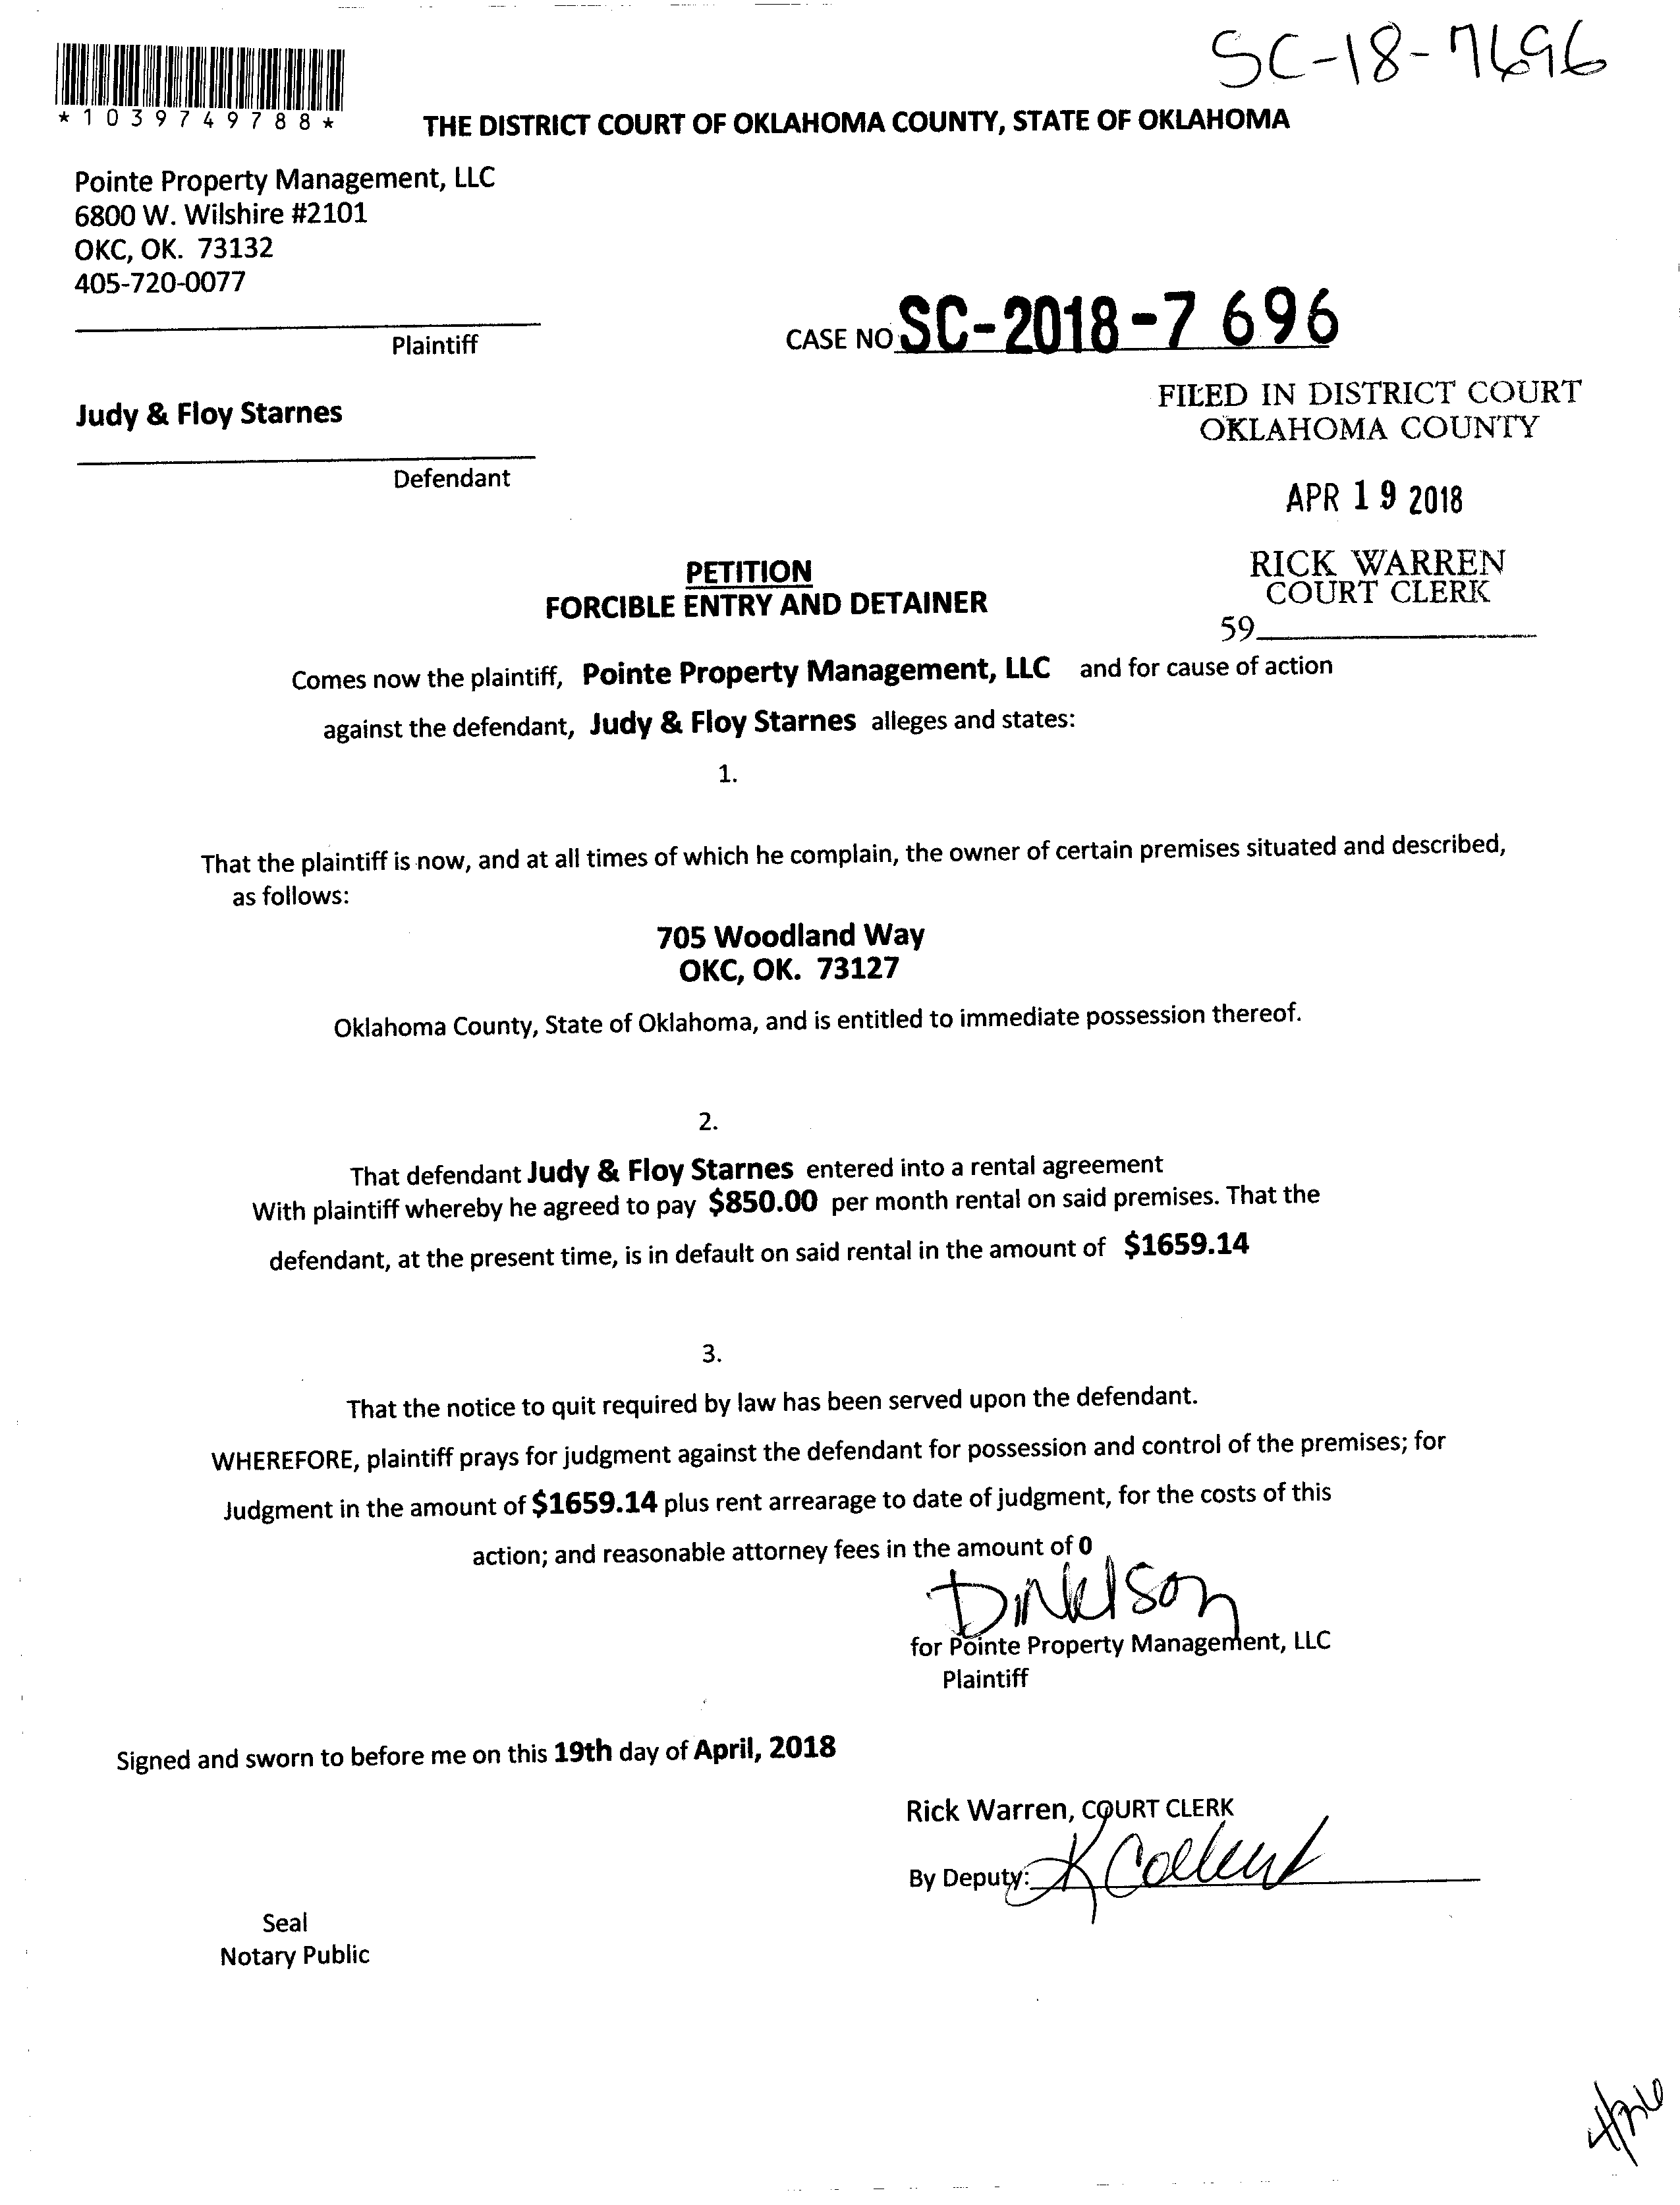 SC-18-7696
*1039749788*
THE DISTRICT COURT OF OKLAHOMA COUNTY, STATE OF OKLAHOMA
Pointe Property Management, LLC
6800 W. Wilshire #2101
OKC, OK. 73132
405-720-0077
Plaintiff
CASE NO SC-2018-7 696
Judy & Floy Starnes
Defendant
FILED IN DISTRICT COURT
OKLAHOMA COUNTY
APR 19 2018
RICK WARREN
COURT CLERK
59
PETITION
FORCIBLE ENTRY AND DETAINER
Comes now the plaintiff, Pointe Property Management, LLC and for cause of action
against the defendant, Judy & Floy Starnes alleges and states:
1.
That the plaintiff is now, and at all times of which he complain, the owner of certain premises situated and described,
as follows:
705 Woodland Way
OKC, OK. 73127
Oklahoma County, State of Oklahoma, and is entitled to immediate possession thereof.
2.
That defendant Judy & Floy Starnes entered into a rental agreement
With plaintiff whereby he agreed to pay $850.00 per month rental on said premises. That the
defendant, at the present time, is in default on said rental in the amount of $1659.14
3.
That the notice to quit required by law has been served upon the defendant.
WHEREFORE, plaintiff prays for judgment against the defendant for possession and control of the premises; for
Judgment in the amount of $1659.14 plus rent arrearage to date of judgment, for the costs of this
action; and reasonable attorney fees in the amount of 0
for Pointe Property Management, LLC
Plaintiff
Signed and sworn to before me on this 19th day of April, 2018
Rick Warren, COURT CLERK
By Deputy:
Seal
Notary Public
4/26